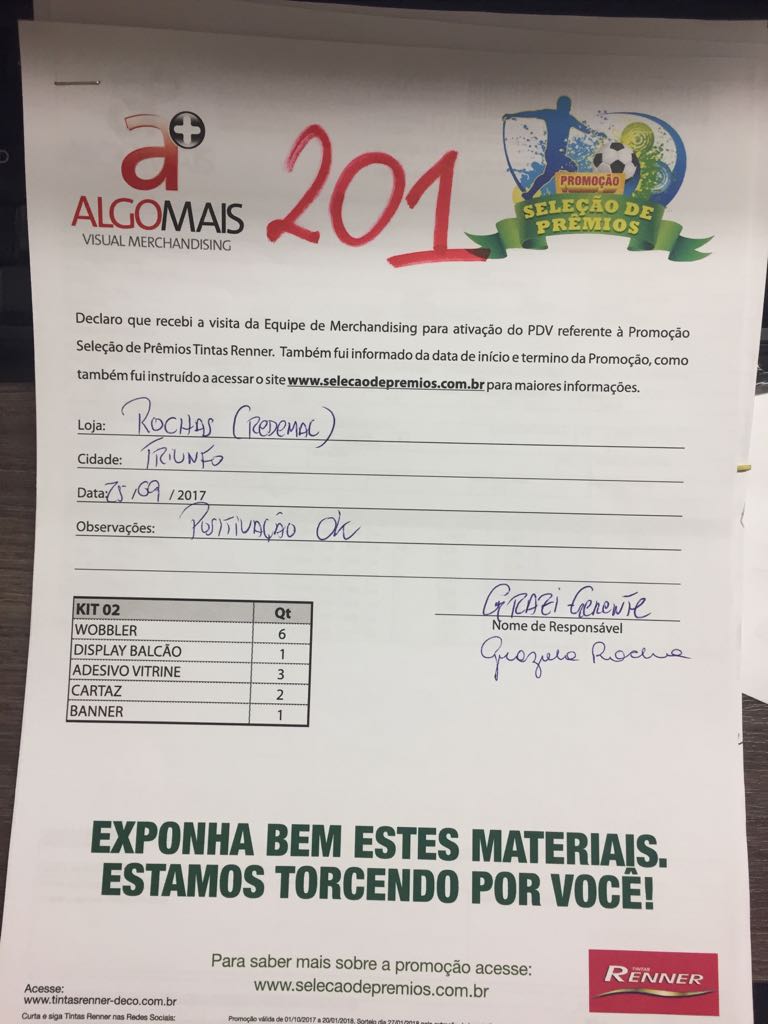 a+
ALGOMAIS
VISUAL MERCHANDISING
201
PROMOÇÃO
SELEÇÃO DE
PRÊMIOS
Declaro que recebi a visita da Equipe de Merchandising para ativação do PDV referente à Promoção
Seleção de Prêmios Tintas Renner. Também fui informado da data de início e termino da Promoção, como
também fui instruído a acessar o site www.selecaodepremios.com.br para maiores informações.
Loja: ROCHAS (REDEMAC)
Cidade: TRIUNFO
Data: 25/09/2017
Observações: POSITIVAÇÃO OK
GRAZI GERENTE
Nome de Responsável
Rocha
KIT 02 Qt
WOBBLER 6
DISPLAY BALCÃO 1
ADESIVO VITRINE 3
CARTAZ 2
BANNER 1
EXPONHA BEM ESTES MATERIAIS.
ESTAMOS TORCENDO POR VOCÊ!
Para saber mais sobre a promoção acesse:
www.selecaodepremios.com.br
TINTAS
RENNER
Acesse:
www.tintasrenner-deco.com.br
Curta e siga Tintas Renner nas Redes Sociais:
Promoção válida de 01/10/2017 a 20/01/2018. Sorteio dia 27/01/2018